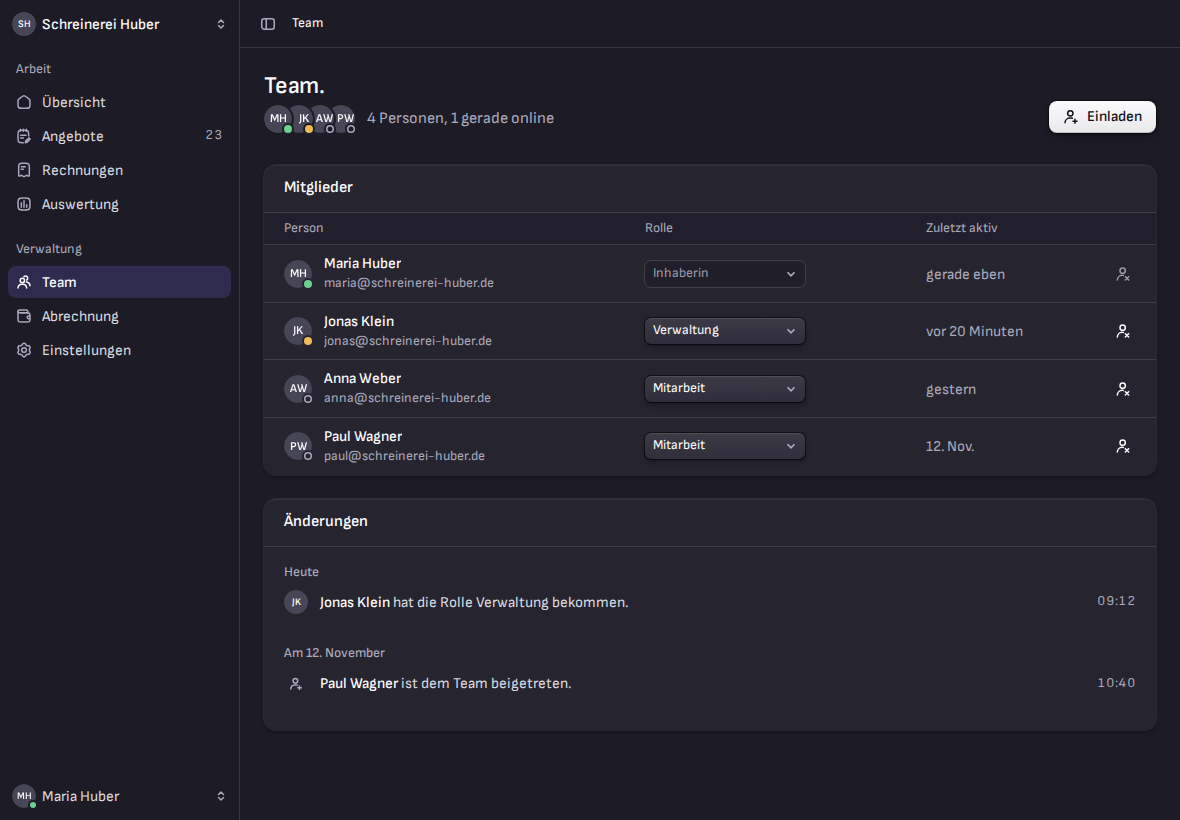 SH Schreinerei Huber
Arbeit
Übersicht
Angebote 23
Rechnungen
Auswertung
Verwaltung
Team
Abrechnung
Einstellungen
MH Maria Huber
Team
Team.
MH JK AW PW 4 Personen, 1 gerade online
Einladen
Mitglieder
Person Rolle Zuletzt aktiv
MH Maria Huber
maria@schreinerei-huber.de
Inhaberin
gerade eben
JK Jonas Klein
jonas@schreinerei-huber.de
Verwaltung
vor 20 Minuten
AW Anna Weber
anna@schreinerei-huber.de
Mitarbeit
gestern
PW Paul Wagner
paul@schreinerei-huber.de
Mitarbeit
12. Nov.
Änderungen
Heute
JK Jonas Klein hat die Rolle Verwaltung bekommen. 09:12
Am 12. November
Paul Wagner ist dem Team beigetreten. 10:40